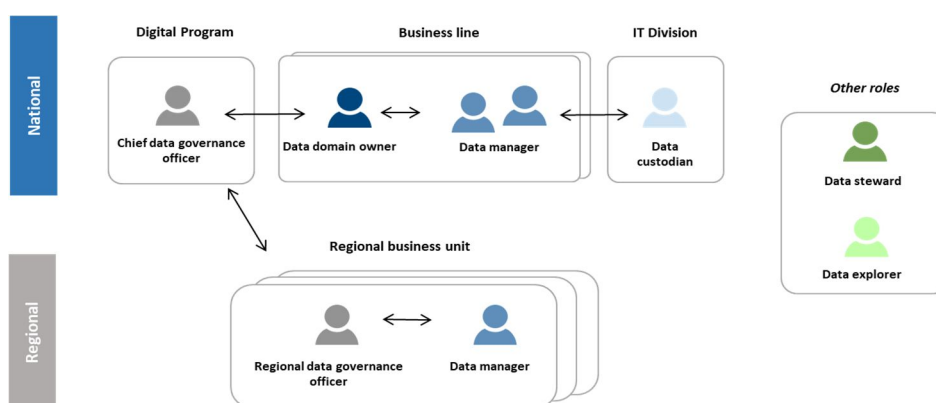 National
Digital Program
Business line
IT Division
Chief data governance
officer
Data domain owner
Data manager
Data
custodian
Other roles
Data steward
Data explorer
Regional
Regional business unit
Regional data governance
officer
Data manager